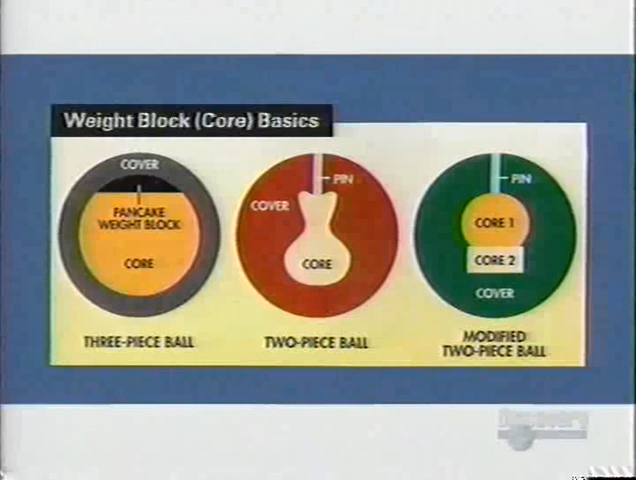 Weight Block (Core) Basics
COVER
PANCAKE
WEIGHT BLOCK
CORE
THREE-PIECE BALL
PIN
COVER
CORE
TWO-PIECE BALL
PIN
CORE 1
CORE 2
COVER
MODIFIED
TWO-PIECE BALL
Discovery